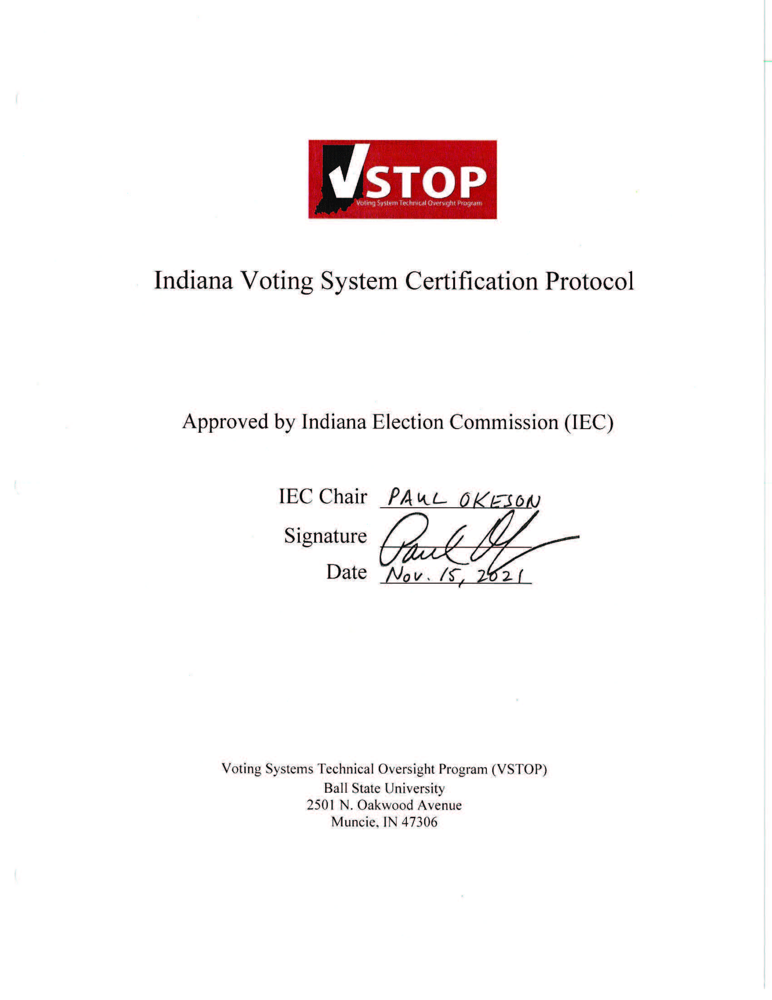 VSTOP
Voting System Technical Oversight Program
Indiana Voting System Certification Protocol
Approved by Indiana Election Commission (IEC)
IEC Chair PAUL OKESON
Signature Paul
Date Nov. 15, 2021
Voting Systems Technical Oversight Program (VSTOP)
Ball State University
2501 N. Oakwood Avenue
Muncie, IN 47306